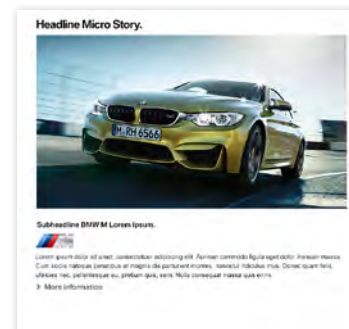 Headline Micro Story.
M·RH 6566
Subheadline BMW M Lorem Ipsum.
Lorem ipsum dolor sit amet, consectetuer adipiscing elit. Aenean commodo ligula eget dolor. Aenean massa.
Cum sociis natoque penatibus et magnis dis parturient montes, nascetur ridiculus mus. Donec quam felis,
ultricies nec, pellentesque eu, pretium quis, sem. Nulla consequat massa quis enim.
> More information